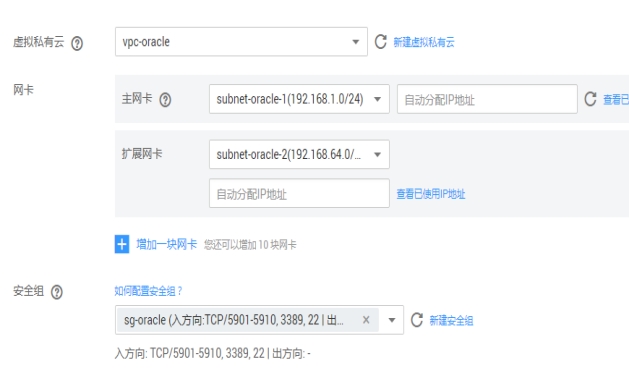 虚拟私有云 ? vpc-oracle 新建虚拟私有云
网卡 主网卡 ? subnet-oracle-1(192.168.1.0/24) 自动分配IP地址 查看已
扩展网卡 subnet-oracle-2(192.168.64.0/...
自动分配IP地址 查看已使用IP地址
+ 增加一块网卡 您还可以增加 10 块网卡
安全组 ? 如何配置安全组？
sg-oracle (入方向:TCP/5901-5910, 3389, 22 | 出... × 新建安全组
入方向: TCP/5901-5910, 3389, 22 | 出方向: -